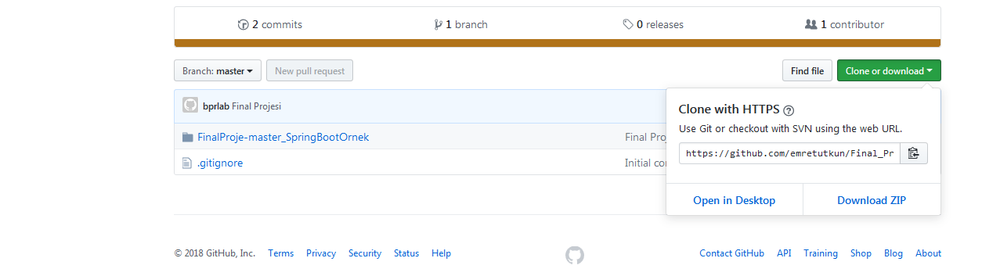 2 commits 1 branch 0 releases 1 contributor
Branch: master New pull request Find file Clone or download
bprlab Final Projesi
FinalProje-master_SpringBootOrnek Final Proj
.gitignore Initial com
Clone with HTTPS ?
Use Git or checkout with SVN using the web URL.
https://github.com/emretutkun/Final_Pr
Open in Desktop Download ZIP
© 2018 GitHub, Inc. Terms Privacy Security Status Help Contact GitHub API Training Shop Blog About